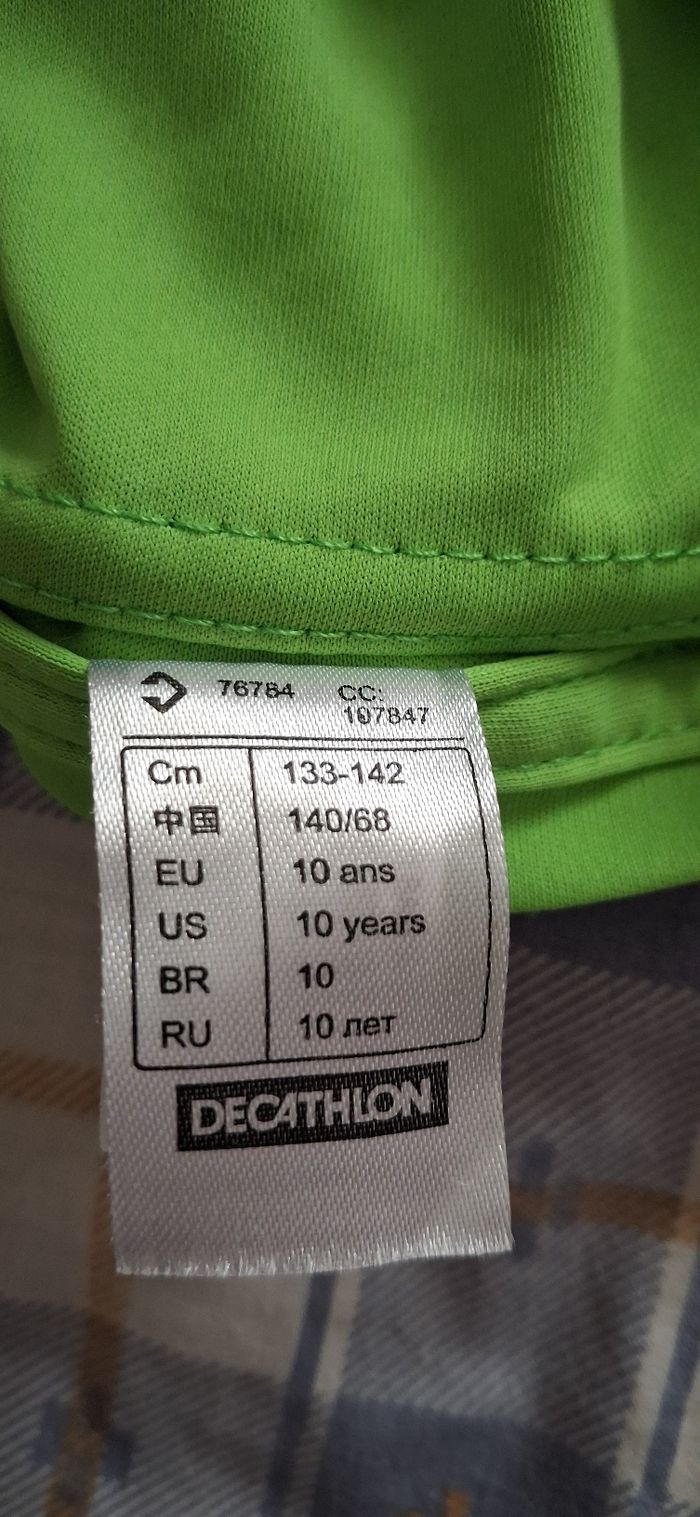 76784 CC:
107847
Cm 133-142
中国 140/68
EU 10 ans
US 10 years
BR 10
RU 10 лет
DECATHLON